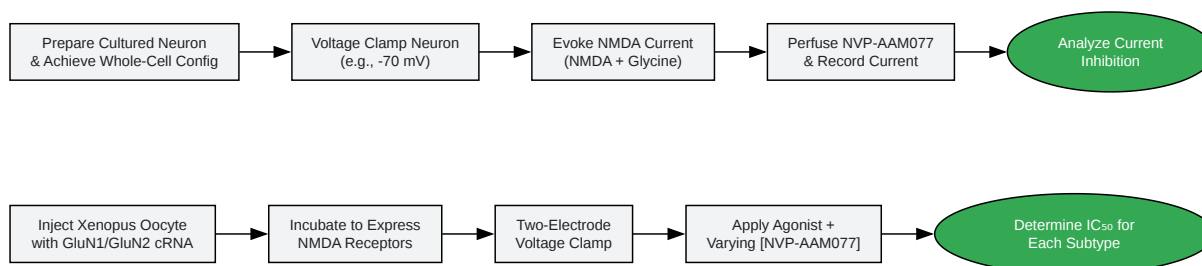 Prepare Cultured Neuron
& Achieve Whole-Cell Config
Voltage Clamp Neuron
(e.g., -70 mV)
Evoke NMDA Current
(NMDA + Glycine)
Perfuse NVP-AAM077
& Record Current
Analyze Current
Inhibition
Inject Xenopus Oocyte
with GluN1/GluN2 cRNA
Incubate to Express
NMDA Receptors
Two-Electrode
Voltage Clamp
Apply Agonist +
Varying [NVP-AAM077]
Determine IC₅₀ for
Each Subtype